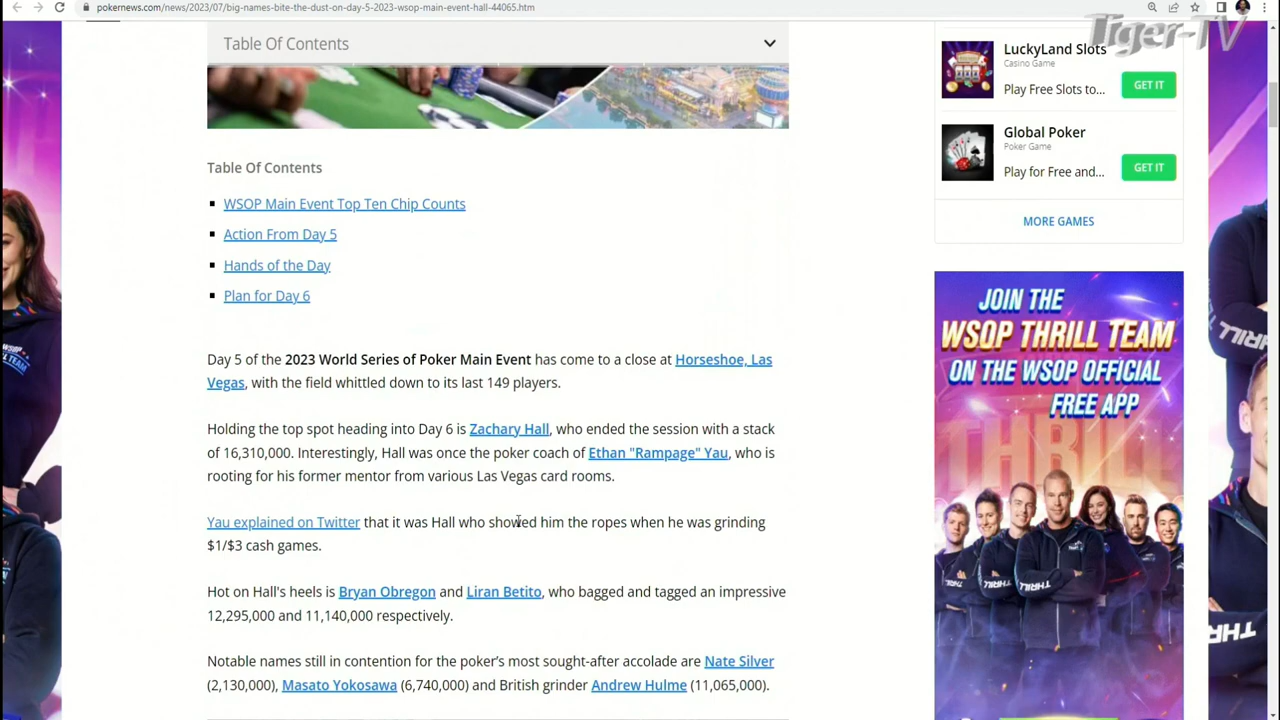 pokernews.com/news/2023/07/big-names-bite-the-dust-on-day-5-2023-wsop-main-event-hall-44065.htm
Tiger-TV
Table Of Contents
Table Of Contents
WSOP Main Event Top Ten Chip Counts
Action From Day 5
Hands of the Day
Plan for Day 6
Day 5 of the 2023 World Series of Poker Main Event has come to a close at Horseshoe, Las
Vegas, with the field whittled down to its last 149 players.
Holding the top spot heading into Day 6 is Zachary Hall, who ended the session with a stack
of 16,310,000. Interestingly, Hall was once the poker coach of Ethan "Rampage" Yau, who is
rooting for his former mentor from various Las Vegas card rooms.
Yau explained on Twitter that it was Hall who showed him the ropes when he was grinding
$1/$3 cash games.
Hot on Hall's heels is Bryan Obregon and Liran Betito, who bagged and tagged an impressive
12,295,000 and 11,140,000 respectively.
Notable names still in contention for the poker's most sought-after accolade are Nate Silver
(2,130,000), Masato Yokosawa (6,740,000) and British grinder Andrew Hulme (11,065,000).
LuckyLand Slots
Casino Game
Play Free Slots to...
GET IT
Global Poker
Poker Game
Play for Free and...
GET IT
MORE GAMES
JOIN THE
WSOP THRILL TEAM
ON THE WSOP OFFICIAL
FREE APP
THRILL
THRILL
THRILL
THRILL
THRILL